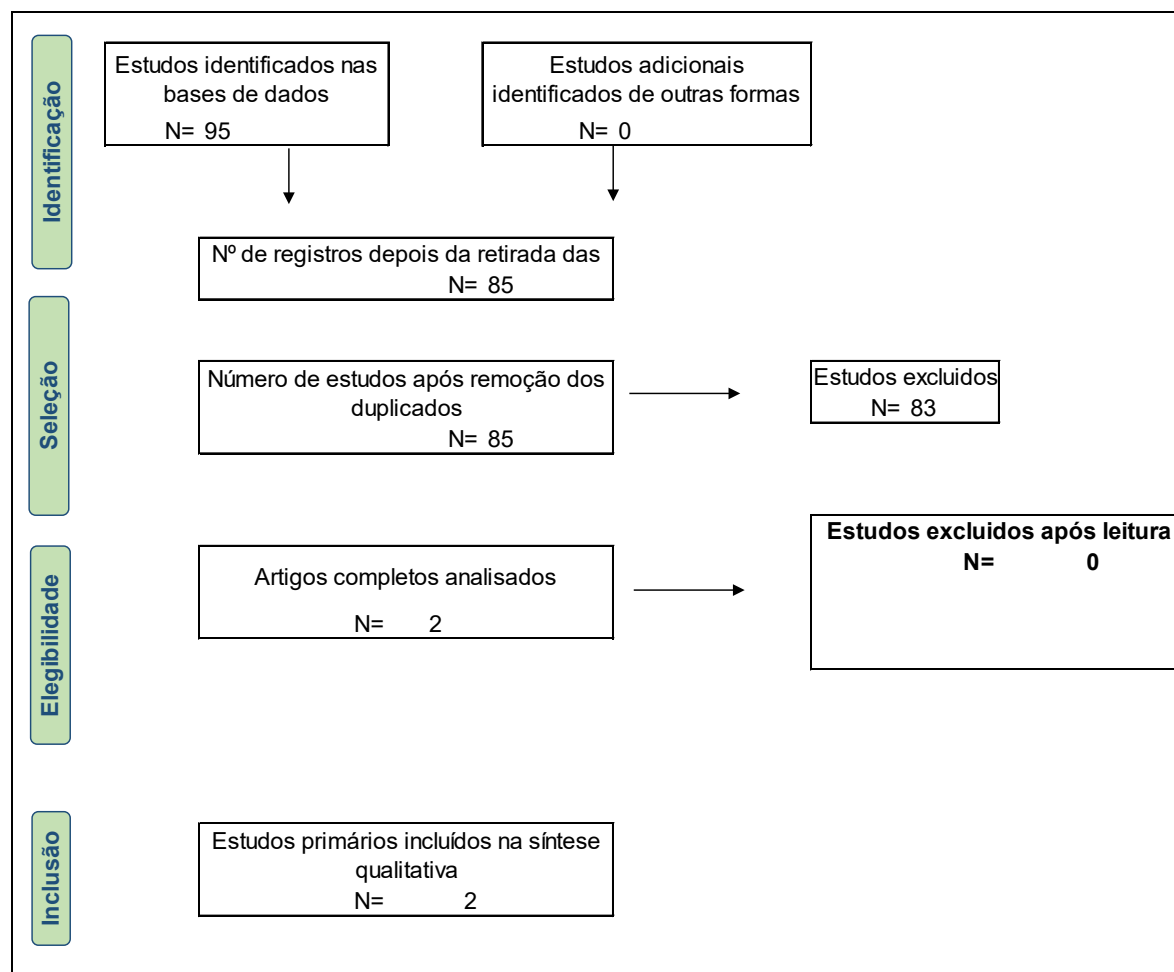 Identificação
Estudos identificados nas
bases de dados
N= 95
Estudos adicionais
identificados de outras formas
N= 0
Nº de registros depois da retirada das
N= 85
Seleção
Número de estudos após remoção dos
duplicados
N= 85
Estudos excluidos
N= 83
Elegibilidade
Artigos completos analisados
N= 2
Estudos excluidos após leitura
N= 0
Inclusão
Estudos primários incluídos na síntese
qualitativa
N= 2